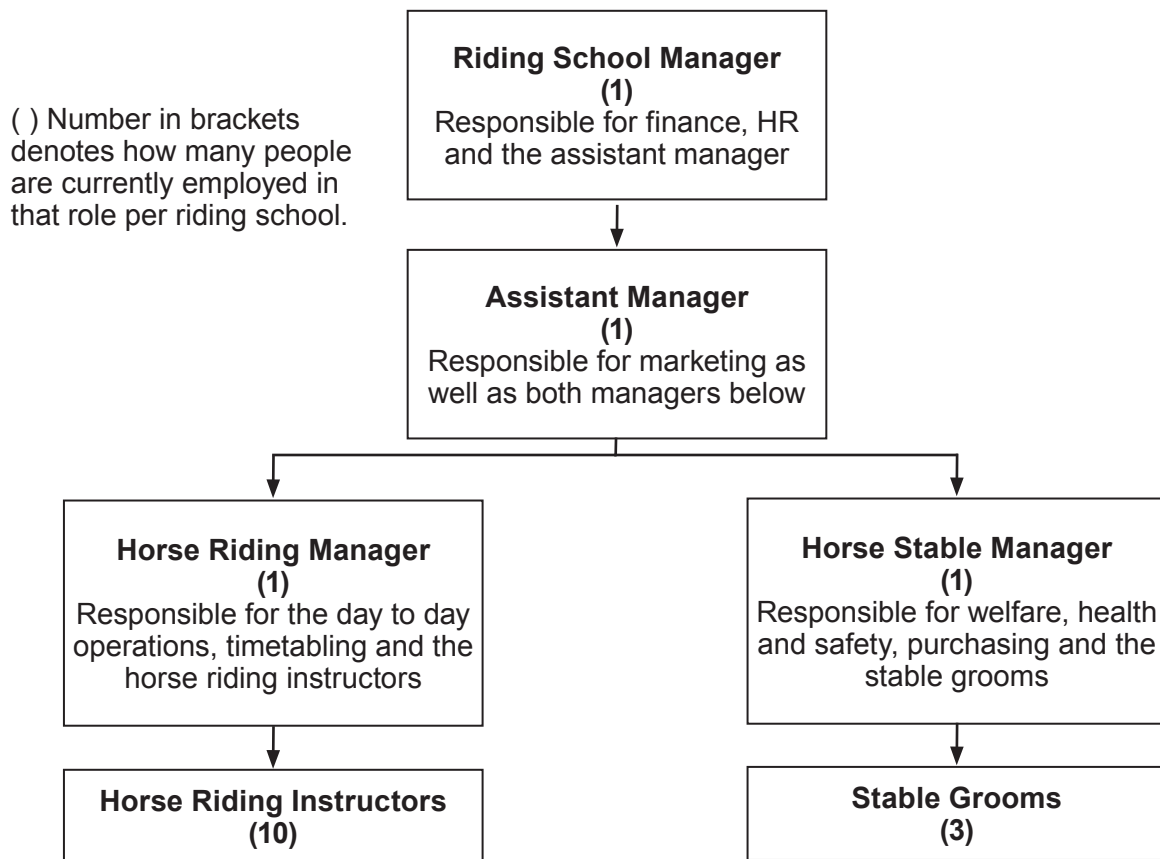 ( ) Number in brackets
denotes how many people
are currently employed in
that role per riding school.
Riding School Manager
(1)
Responsible for finance, HR
and the assistant manager
Assistant Manager
(1)
Responsible for marketing as
well as both managers below
Horse Riding Manager
(1)
Responsible for the day to day
operations, timetabling and the
horse riding instructors
Horse Stable Manager
(1)
Responsible for welfare, health
and safety, purchasing and the
stable grooms
Horse Riding Instructors
(10)
Stable Grooms
(3)